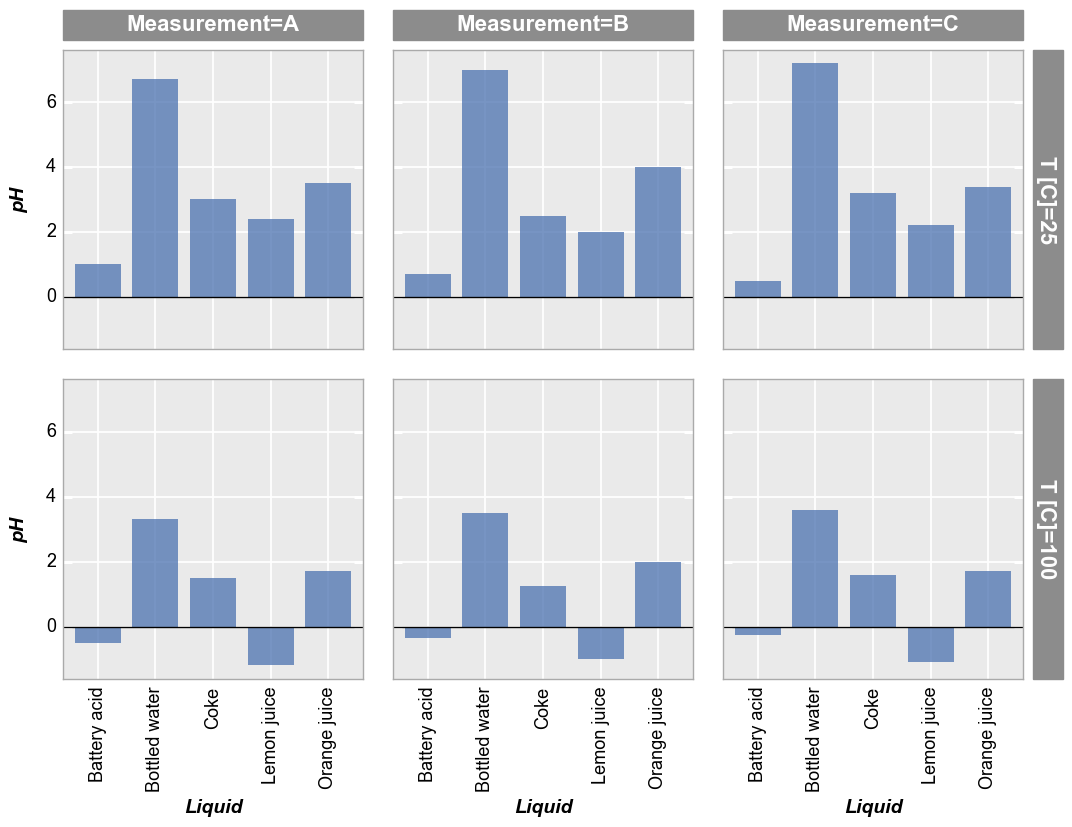 Measurement=A
Measurement=B
Measurement=C
6
4
2
0
pH
T [C]=25
6
4
2
0
pH
T [C]=100
Battery acid
Bottled water
Coke
Lemon juice
Orange juice
Battery acid
Bottled water
Coke
Lemon juice
Orange juice
Battery acid
Bottled water
Coke
Lemon juice
Orange juice
Liquid
Liquid
Liquid